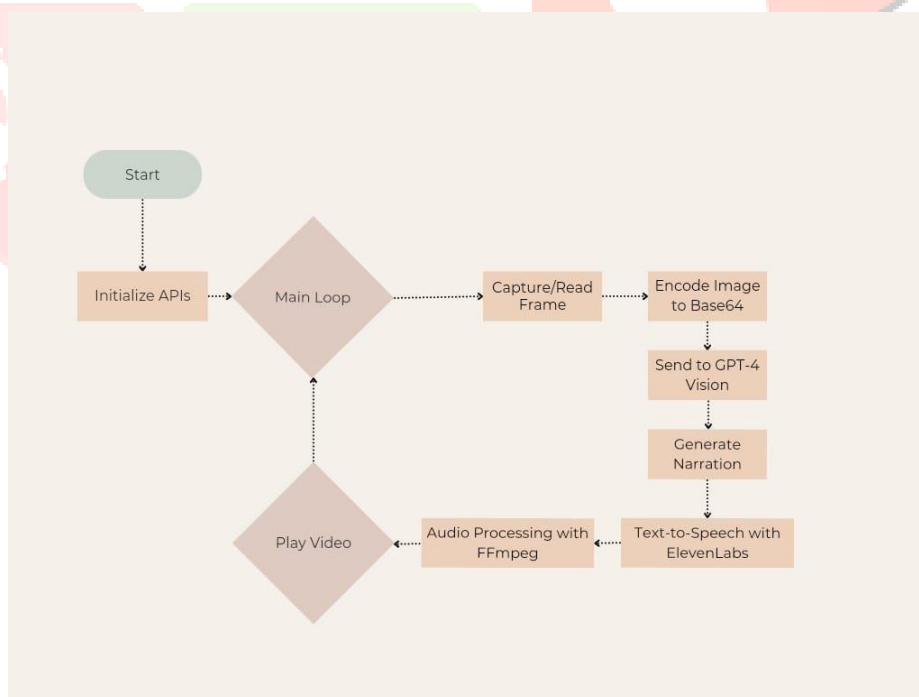 Start
Initialize APIs
Main Loop
Capture/Read
Frame
Encode Image
to Base64
Send to GPT-4
Vision
Generate
Narration
Text-to-Speech with
ElevenLabs
Audio Processing with
FFmpeg
Play Video